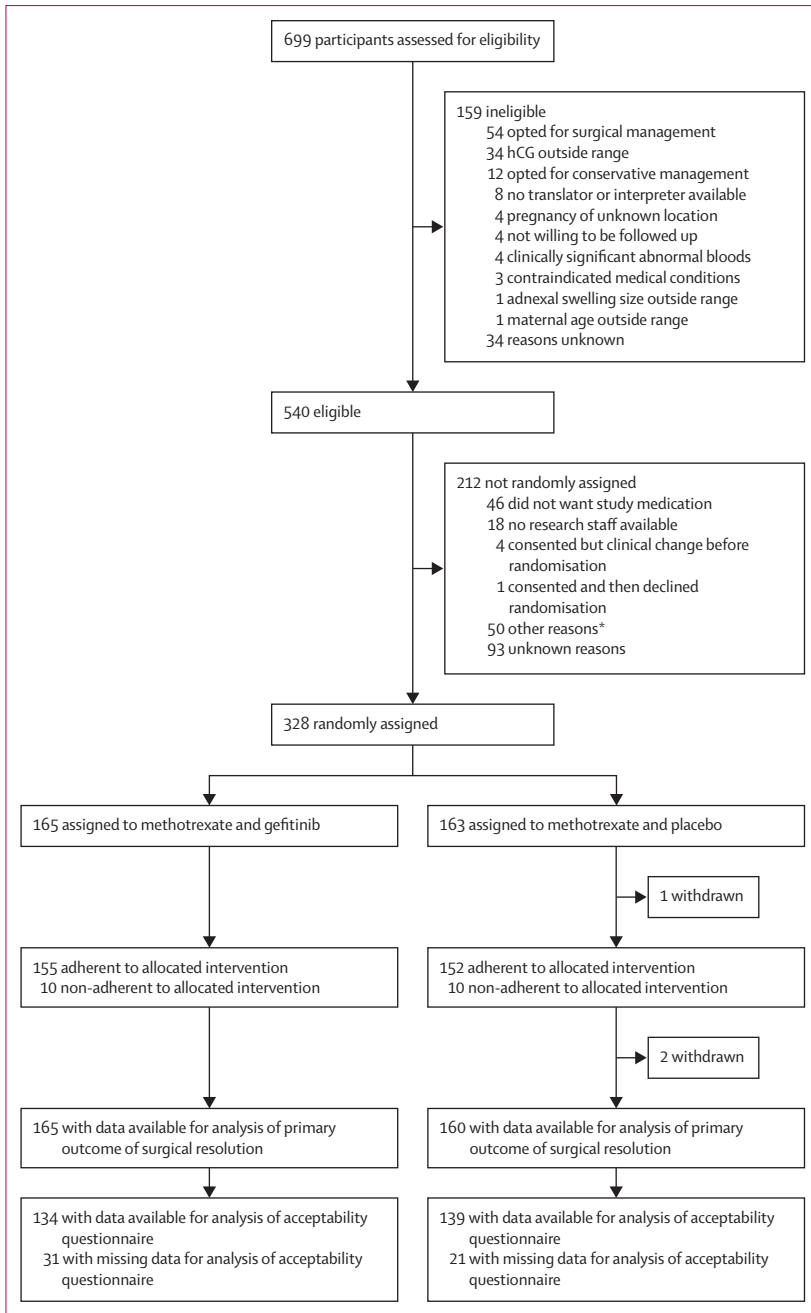 699 participants assessed for eligibility
159 ineligible
54 opted for surgical management
34 hCG outside range
12 opted for conservative management
8 no translator or interpreter available
4 pregnancy of unknown location
4 not willing to be followed up
4 clinically significant abnormal bloods
3 contraindicated medical conditions
1 adnexal swelling size outside range
1 maternal age outside range
34 reasons unknown
540 eligible
212 not randomly assigned
46 did not want study medication
18 no research staff available
4 consented but clinical change before
randomisation
1 consented and then declined
randomisation
50 other reasons*
93 unknown reasons
328 randomly assigned
165 assigned to methotrexate and gefitinib
163 assigned to methotrexate and placebo
1 withdrawn
155 adherent to allocated intervention
10 non-adherent to allocated intervention
152 adherent to allocated intervention
10 non-adherent to allocated intervention
2 withdrawn
165 with data available for analysis of primary
outcome of surgical resolution
160 with data available for analysis of primary
outcome of surgical resolution
134 with data available for analysis of acceptability
questionnaire
31 with missing data for analysis of acceptability
questionnaire
139 with data available for analysis of acceptability
questionnaire
21 with missing data for analysis of acceptability
questionnaire